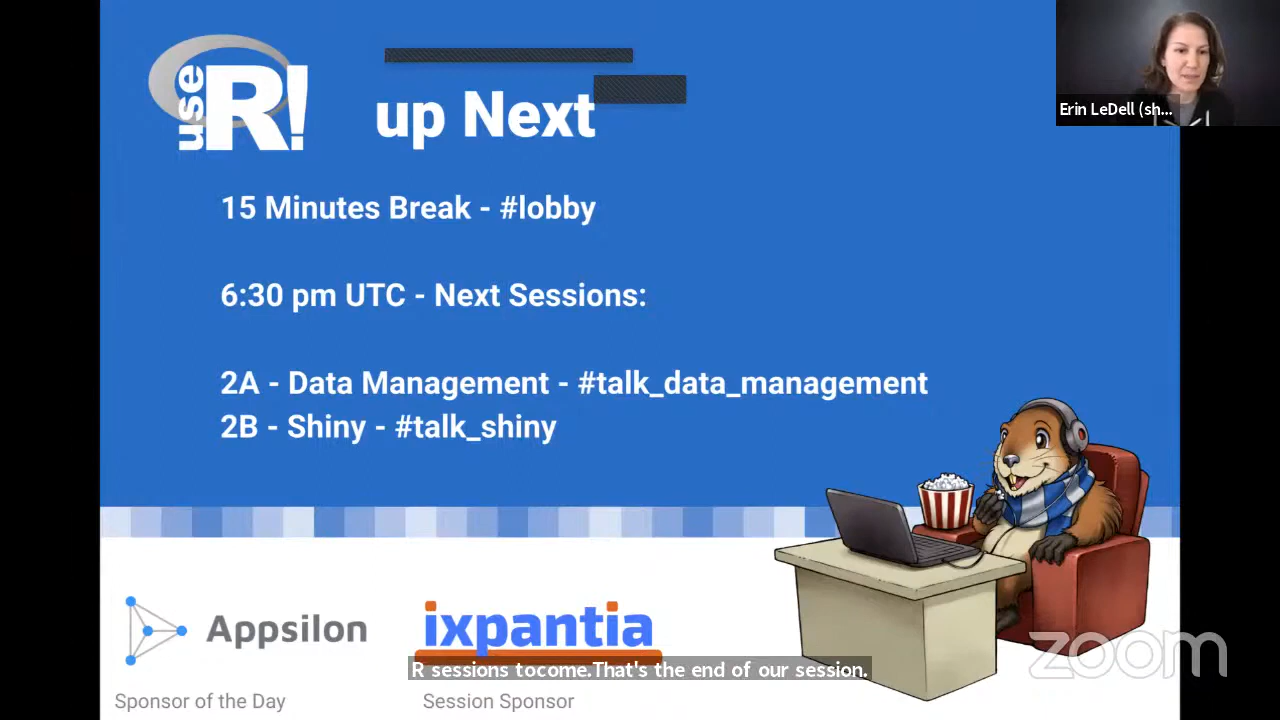 use R!
up Next
Erin LeDell (sh...
15 Minutes Break - #lobby
6:30 pm UTC - Next Sessions:
2A - Data Management - #talk_data_management
2B - Shiny - #talk_shiny
Appsilon
ixpantia
R sessions tocome.That's the end of our session.
zoom
Sponsor of the Day
Session Sponsor